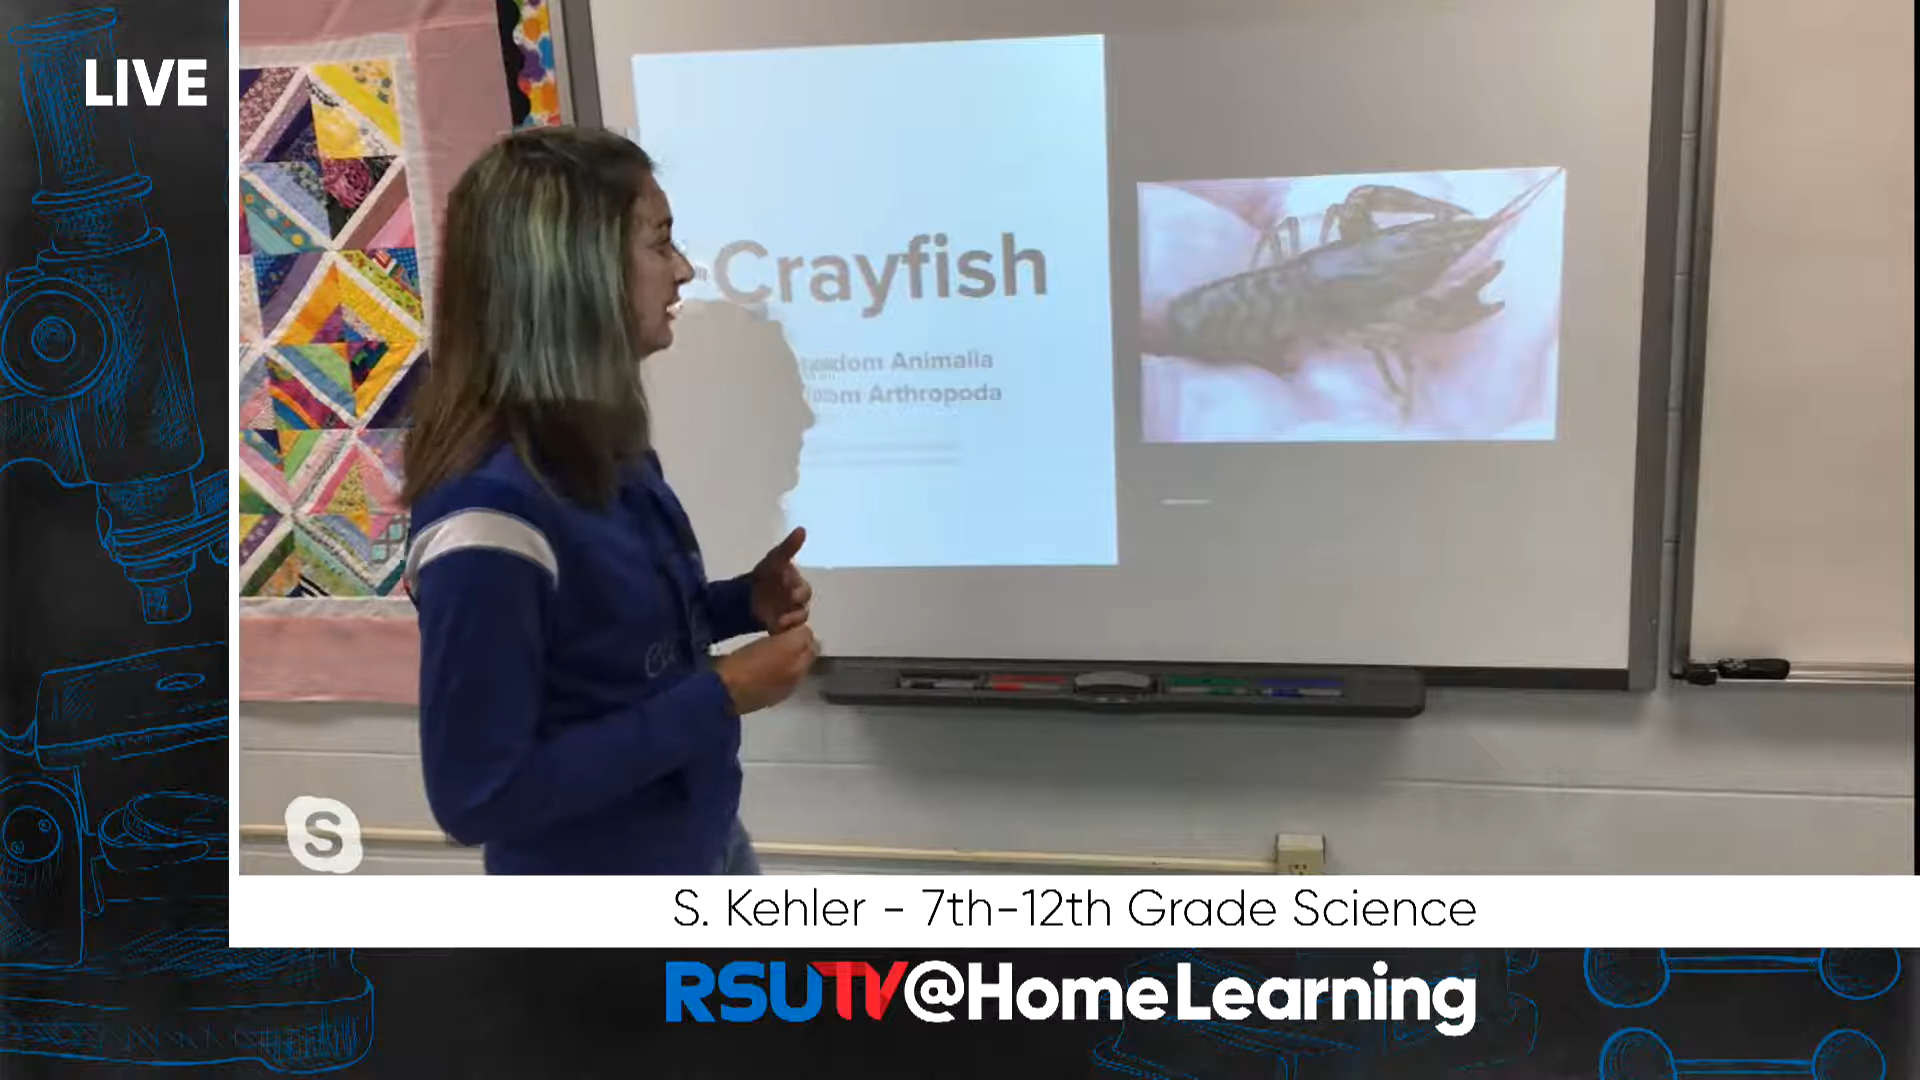 LIVE
Crayfish
Animalia
Arthropoda
S
S. Kehler - 7th-12th Grade Science
RSUTV@HomeLearning